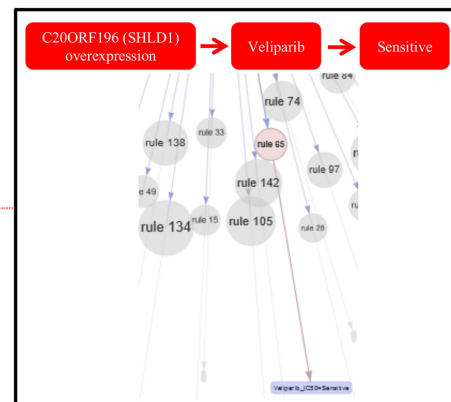 C20ORF196 (SHLD1)
overexpression
Veliparib
Sensitive
rule 84
rule 74
rule 33
rule 138
rule 65
rule 97
rule 142
rule 49
rule 134
rule 15
rule 105
rule 28
Veliparib_IC50=Sensitive